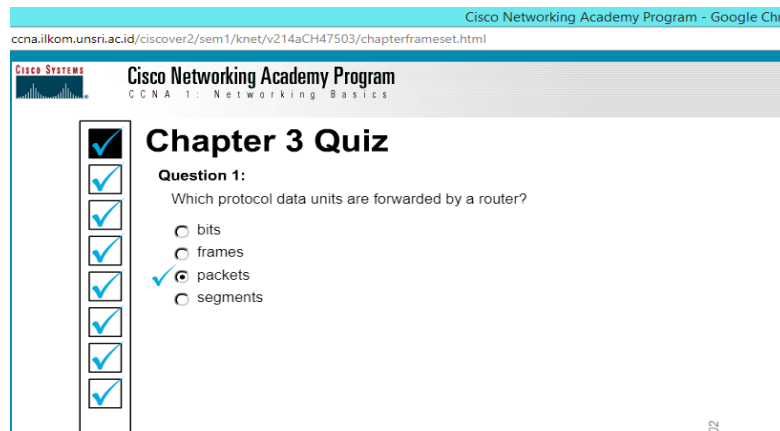 Cisco Networking Academy Program - Google Ch
ccna.ilkom.unsri.ac.id/ciscover2/sem1/knet/v214aCH47503/chapterframeset.html
CISCO SYSTEMS
Cisco Networking Academy Program
CCNA 1: Networking Basics
Chapter 3 Quiz
Question 1:
Which protocol data units are forwarded by a router?
bits
frames
packets
segments
02